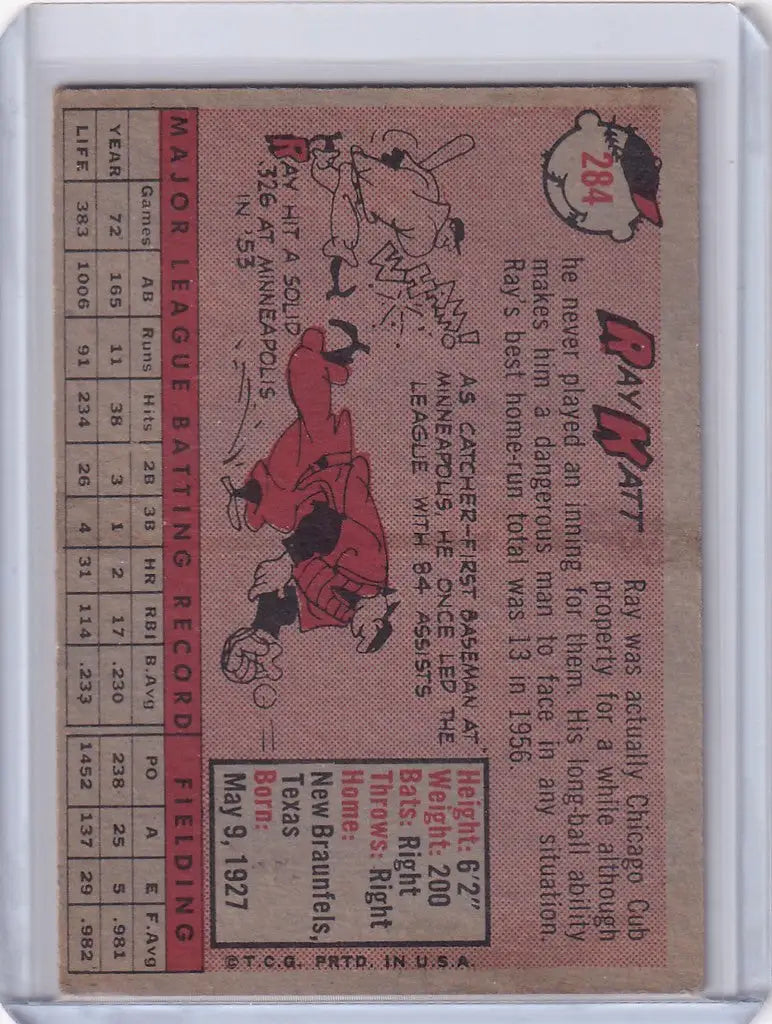 284
RAY KATT
Ray was actually Chicago Cub
property for a while although
he never played an inning for them. His long-ball ability
makes him a dangerous man to face in any situation.
Ray's best home-run total was 13 in 1956.
WHAM!
RAY HIT A SOLID
.326 AT MINNEAPOLIS
IN '53
AS CATCHER-FIRST BASEMAN AT
MINNEAPOLIS, HE ONCE LED THE
LEAGUE WITH 84 ASSISTS
Height: 6'2"
Weight: 200
Bats: Right
Throws: Right
Home:
New Braunfels,
Texas
Born:
May 9, 1927
©T.C.G. PRTD. IN U.S.A.
MAJOR LEAGUE BATTING RECORD FIELDING
Games AB Runs Hits 2B 3B HR RBI B.Avg PO A E F.Avg
YEAR 72 165 11 38 3 1 2 17 .230 238 25 5 .981
LIFE 383 1006 91 234 26 4 31 114 .233 1452 137 29 .982